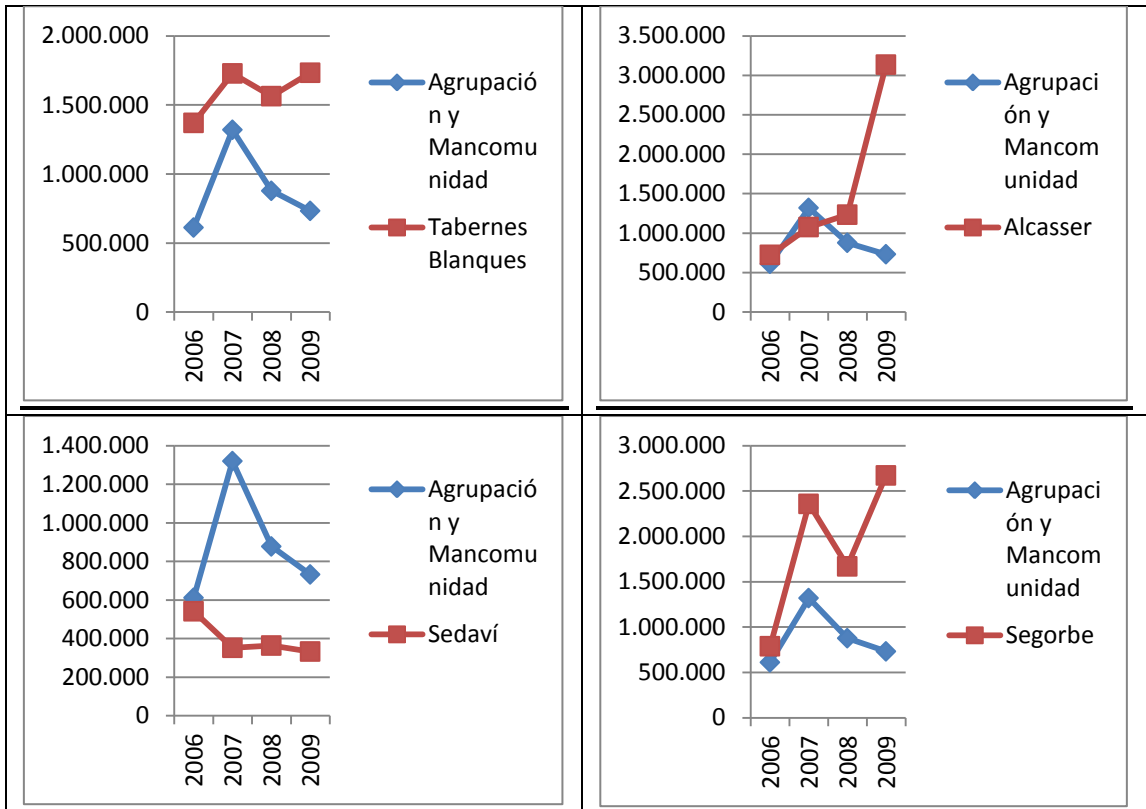 2.000.000
1.500.000
1.000.000
500.000
0
2006
2007
2008
2009
Agrupació
n y
Mancomu
nidad
Tabernes
Blanques
3.500.000
3.000.000
2.500.000
2.000.000
1.500.000
1.000.000
500.000
0
2006
2007
2008
2009
Agrupaci
ón y
Mancom
unidad
Alcasser
1.400.000
1.200.000
1.000.000
800.000
600.000
400.000
200.000
0
2006
2007
2008
2009
Agrupació
n y
Mancomu
nidad
Sedaví
3.000.000
2.500.000
2.000.000
1.500.000
1.000.000
500.000
0
2006
2007
2008
2009
Agrupaci
ón y
Mancom
unidad
Segorbe